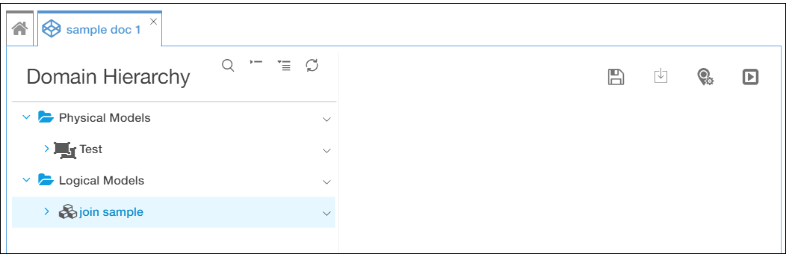 sample doc 1
Domain Hierarchy
Physical Models
Test
Logical Models
join sample